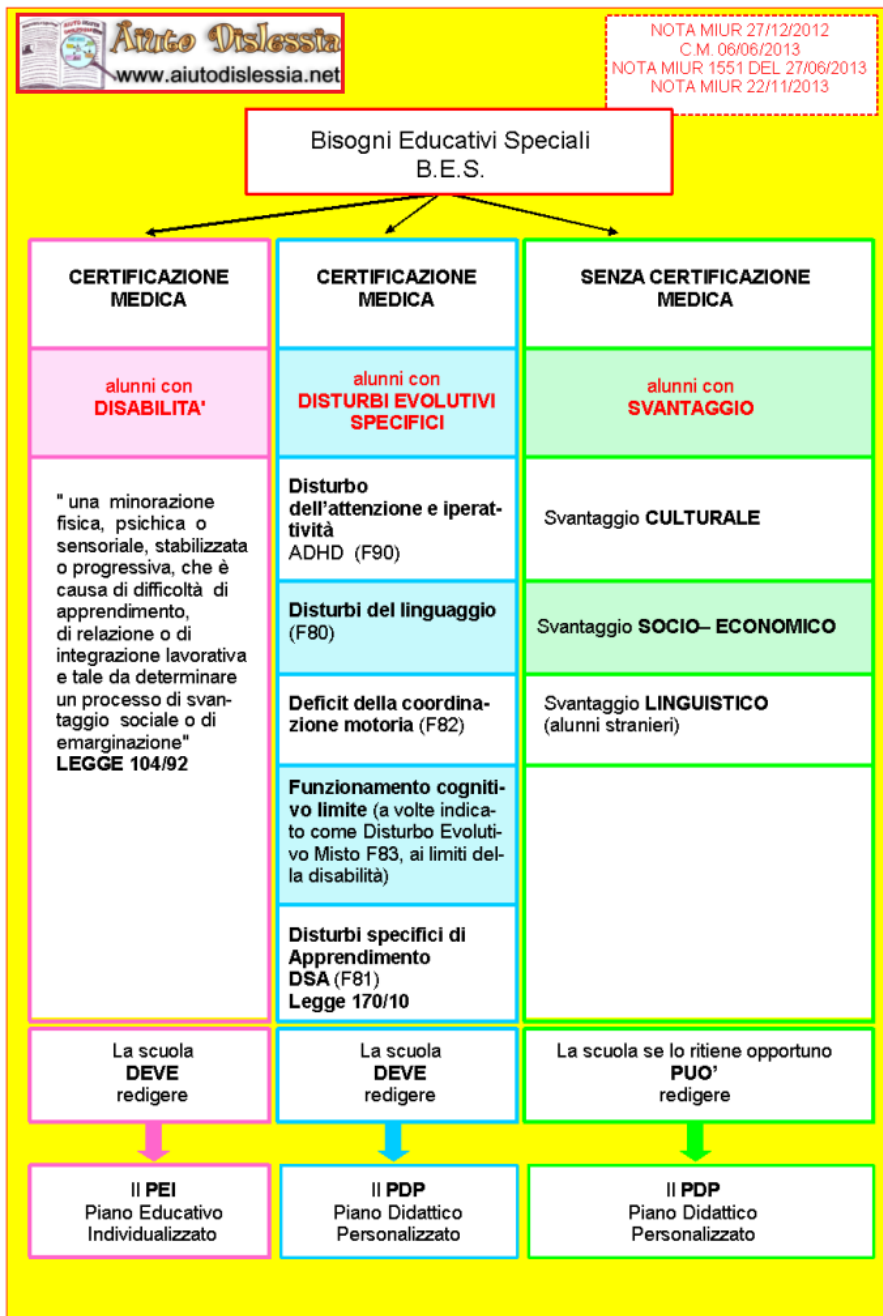 Aiuto Dislessia
www.aiutodislessia.net
NOTA MIUR 27/12/2012
C.M. 06/06/2013
NOTA MIUR 1551 DEL 27/06/2013
NOTA MIUR 22/11/2013
Bisogni Educativi Speciali
B.E.S.
CERTIFICAZIONE
MEDICA
alunni con
DISABILITA'
" una minorazione
fisica, psichica o
sensoriale, stabilizzata
o progressiva, che è
causa di difficoltà di
apprendimento,
di relazione o di
integrazione lavorativa
e tale da determinare
un processo di svan-
taggio sociale o di
emarginazione"
LEGGE 104/92
La scuola
DEVE
redigere
Il PEI
Piano Educativo
Individualizzato
CERTIFICAZIONE
MEDICA
alunni con
DISTURBI EVOLUTIVI
SPECIFICI
Disturbo
dell'attenzione e iperat-
tività
ADHD (F90)
Disturbi del linguaggio
(F80)
Deficit della coordina-
zione motoria (F82)
Funzionamento cogniti-
vo limite (a volte indica-
to come Disturbo Evoluti-
vo Misto F83, ai limiti del-
la disabilità)
Disturbi specifici di
Apprendimento
DSA (F81)
Legge 170/10
La scuola
DEVE
redigere
Il PDP
Piano Didattico
Personalizzato
SENZA CERTIFICAZIONE
MEDICA
alunni con
SVANTAGGIO
Svantaggio CULTURALE
Svantaggio SOCIO– ECONOMICO
Svantaggio LINGUISTICO
(alunni stranieri)
La scuola se lo ritiene opportuno
PUO'
redigere
Il PDP
Piano Didattico
Personalizzato